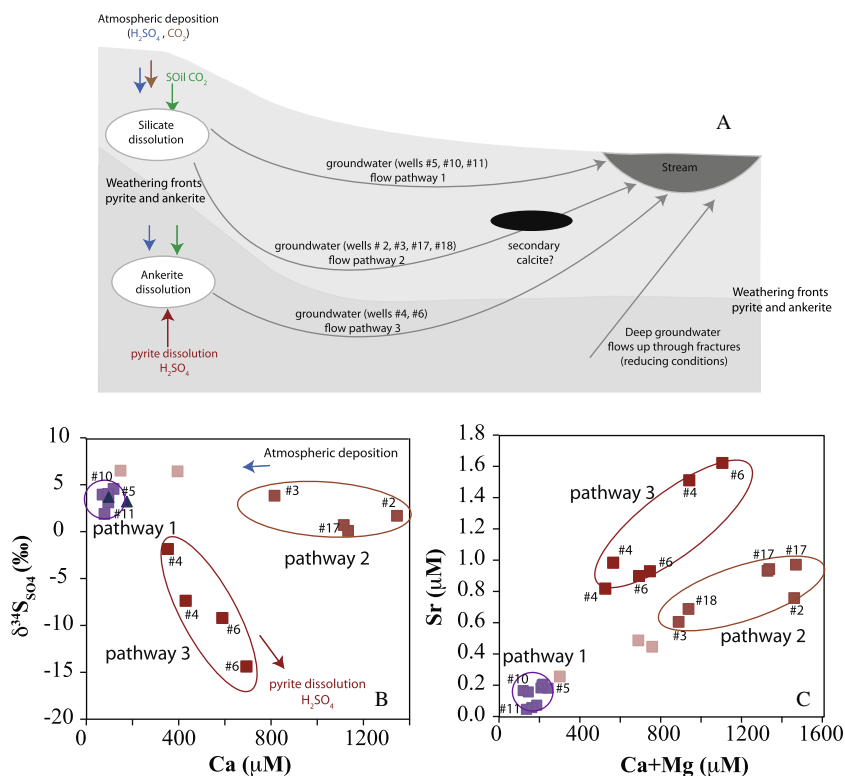 Atmospheric deposition
(H₂SO₄ , CO₂)
SOil CO₂
A
Silicate
dissolution
groundwater (wells #5, #10, #11)
flow pathway 1
Stream
Weathering fronts
pyrite and ankerite
groundwater (wells # 2, #3, #17, #18)
flow pathway 2
secondary
calcite?
Ankerite
dissolution
groundwater (wells #4, #6)
flow pathway 3
Weathering fronts
pyrite and ankerite
pyrite dissolution
H₂SO₄
Deep groundwater
flows up through fractures
(reducing conditions)
10
5
0
-5
-10
-15
-20
δ³⁴S_SO4 (‰)
0
400
800
1200
Ca (μM)
Atmospheric deposition
#10
#5
#11
pathway 1
#3
#2
#17
pathway 2
#4
#4
#6
#6
pathway 3
pyrite dissolution
H₂SO₄
B
1.8
1.6
1.4
1.2
1.0
0.8
0.6
0.4
0.2
0.0
Sr (μM)
0
400
800
1200
1600
Ca+Mg (μM)
pathway 3
#6
#4
#4
#6
#6
#4
#17
#17
#18
#2
#3
pathway 2
pathway 1
#10
#5
#11
C